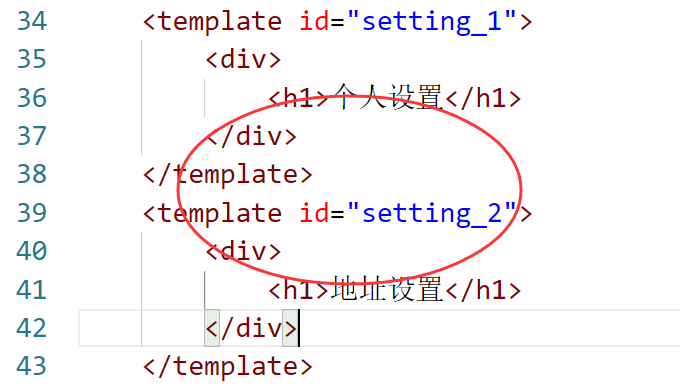 34 <template id="setting_1">
35 <div>
36 <h1>个人设置</h1>
37 </div>
38 </template>
39 <template id="setting_2">
40 <div>
41 <h1>地址设置</h1>
42 </div>
43 </template>